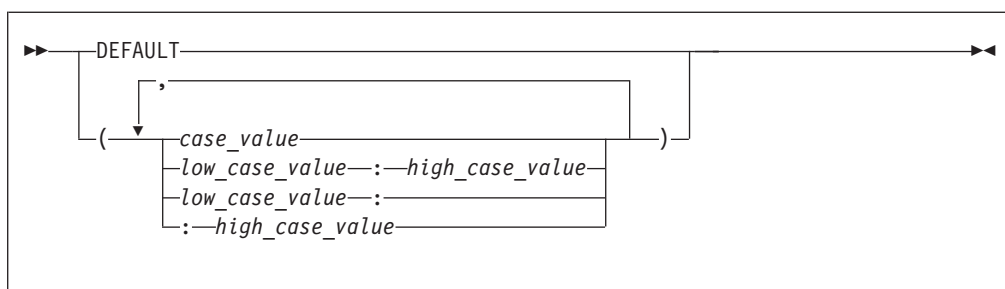 DEFAULT
,
( case_value )
low_case_value : high_case_value
low_case_value :
: high_case_value